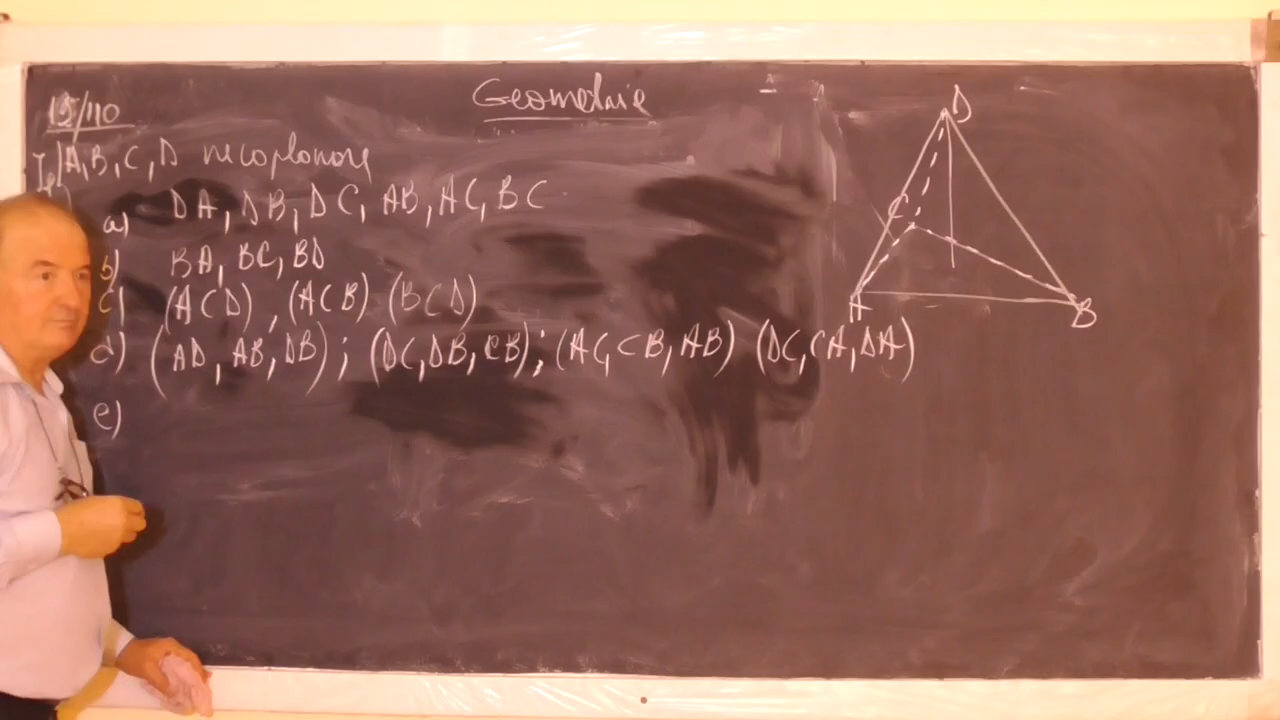 Geometrie
15/110
Ip A, B, C, D necoplanare
a) DA, DB, DC, AB, AC, BC
b) BA, BC, BD
c) (ACD), (ACB) (BCD)
d) (AD, AB, DB); (DC, DB, CB); (AC, CB, AB) (DC, CA, DA)
e)
D
C
A
B